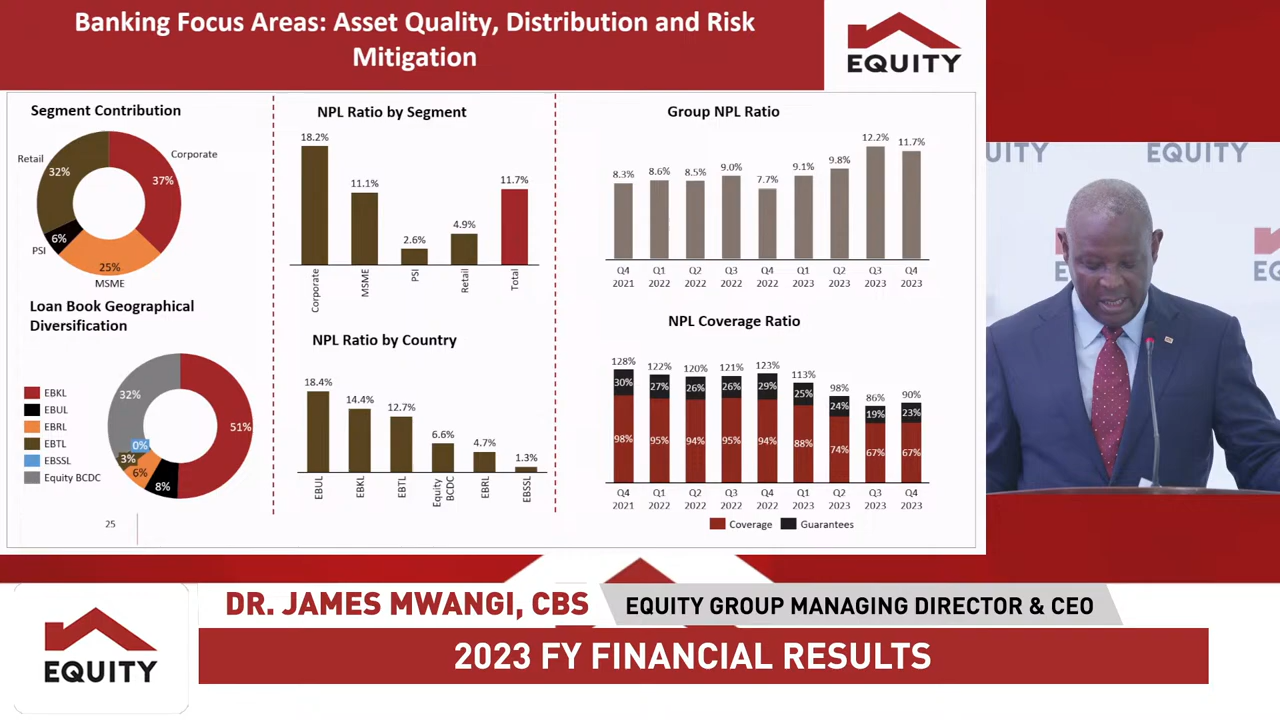 Banking Focus Areas: Asset Quality, Distribution and Risk
Mitigation
EQUITY
Segment Contribution
Retail
32%
Corporate
37%
PSI
6%
25%
MSME
Loan Book Geographical
Diversification
EBKL
EBUL
EBRL
EBTL
EBSSL
Equity BCDC
32%
51%
0%
3%
6%
8%
25
NPL Ratio by Segment
18.2%
11.1%
2.6%
4.9%
11.7%
Corporate
MSME
PSI
Retail
Total
NPL Ratio by Country
18.4%
14.4%
12.7%
6.6%
4.7%
1.3%
EBUL
EBKL
EBTL
Equity
BCDC
EBRL
EBSSL
Group NPL Ratio
8.3% 8.6% 8.5% 9.0% 7.7% 9.1% 9.8% 12.2% 11.7%
Q4 Q1 Q2 Q3 Q4 Q1 Q2 Q3 Q4
2021 2022 2022 2022 2022 2023 2023 2023 2023
NPL Coverage Ratio
128% 122% 120% 121% 123% 113% 98% 86% 90%
30% 27% 26% 26% 29% 25% 24% 19% 23%
98% 95% 94% 95% 94% 88% 74% 67% 67%
Q4 Q1 Q2 Q3 Q4 Q1 Q2 Q3 Q4
2021 2022 2022 2022 2022 2023 2023 2023 2023
Coverage Guarantees
UITY
EQUITY
DR. JAMES MWANGI, CBS
EQUITY GROUP MANAGING DIRECTOR & CEO
EQUITY
2023 FY FINANCIAL RESULTS